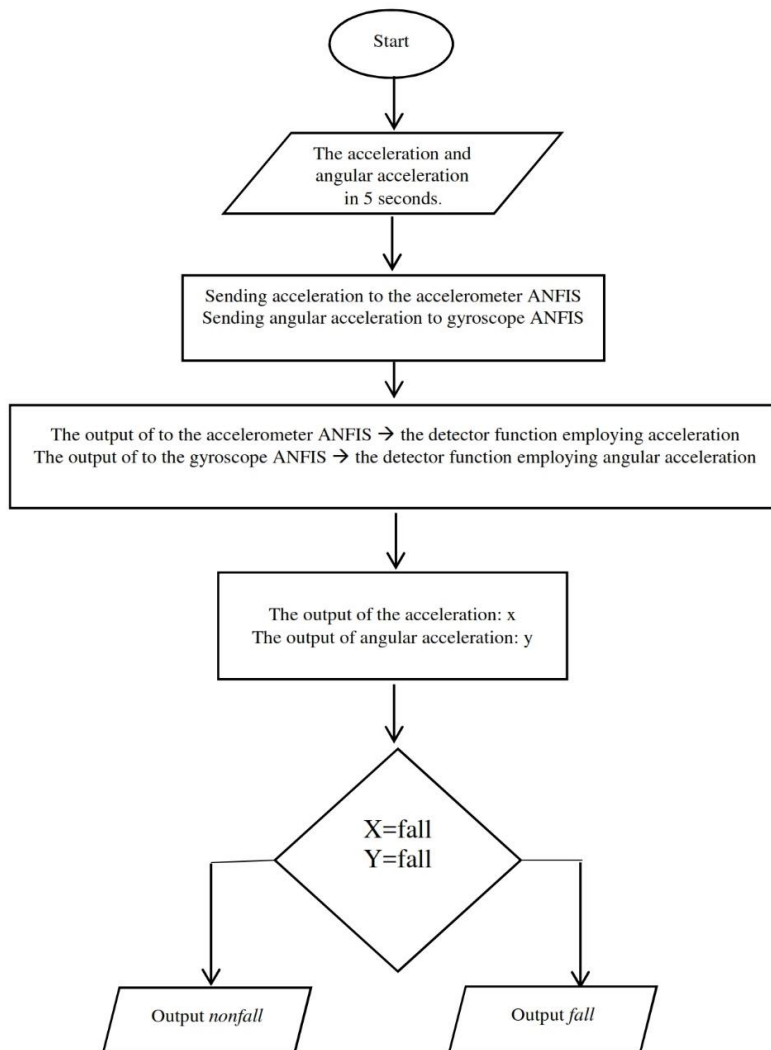 Start
The acceleration and
angular acceleration
in 5 seconds.
Sending acceleration to the accelerometer ANFIS
Sending angular acceleration to gyroscope ANFIS
The output of to the accelerometer ANFIS → the detector function employing acceleration
The output of to the gyroscope ANFIS → the detector function employing angular acceleration
The output of the acceleration: x
The output of angular acceleration: y
X=fall
Y=fall
Output nonfall
Output fall